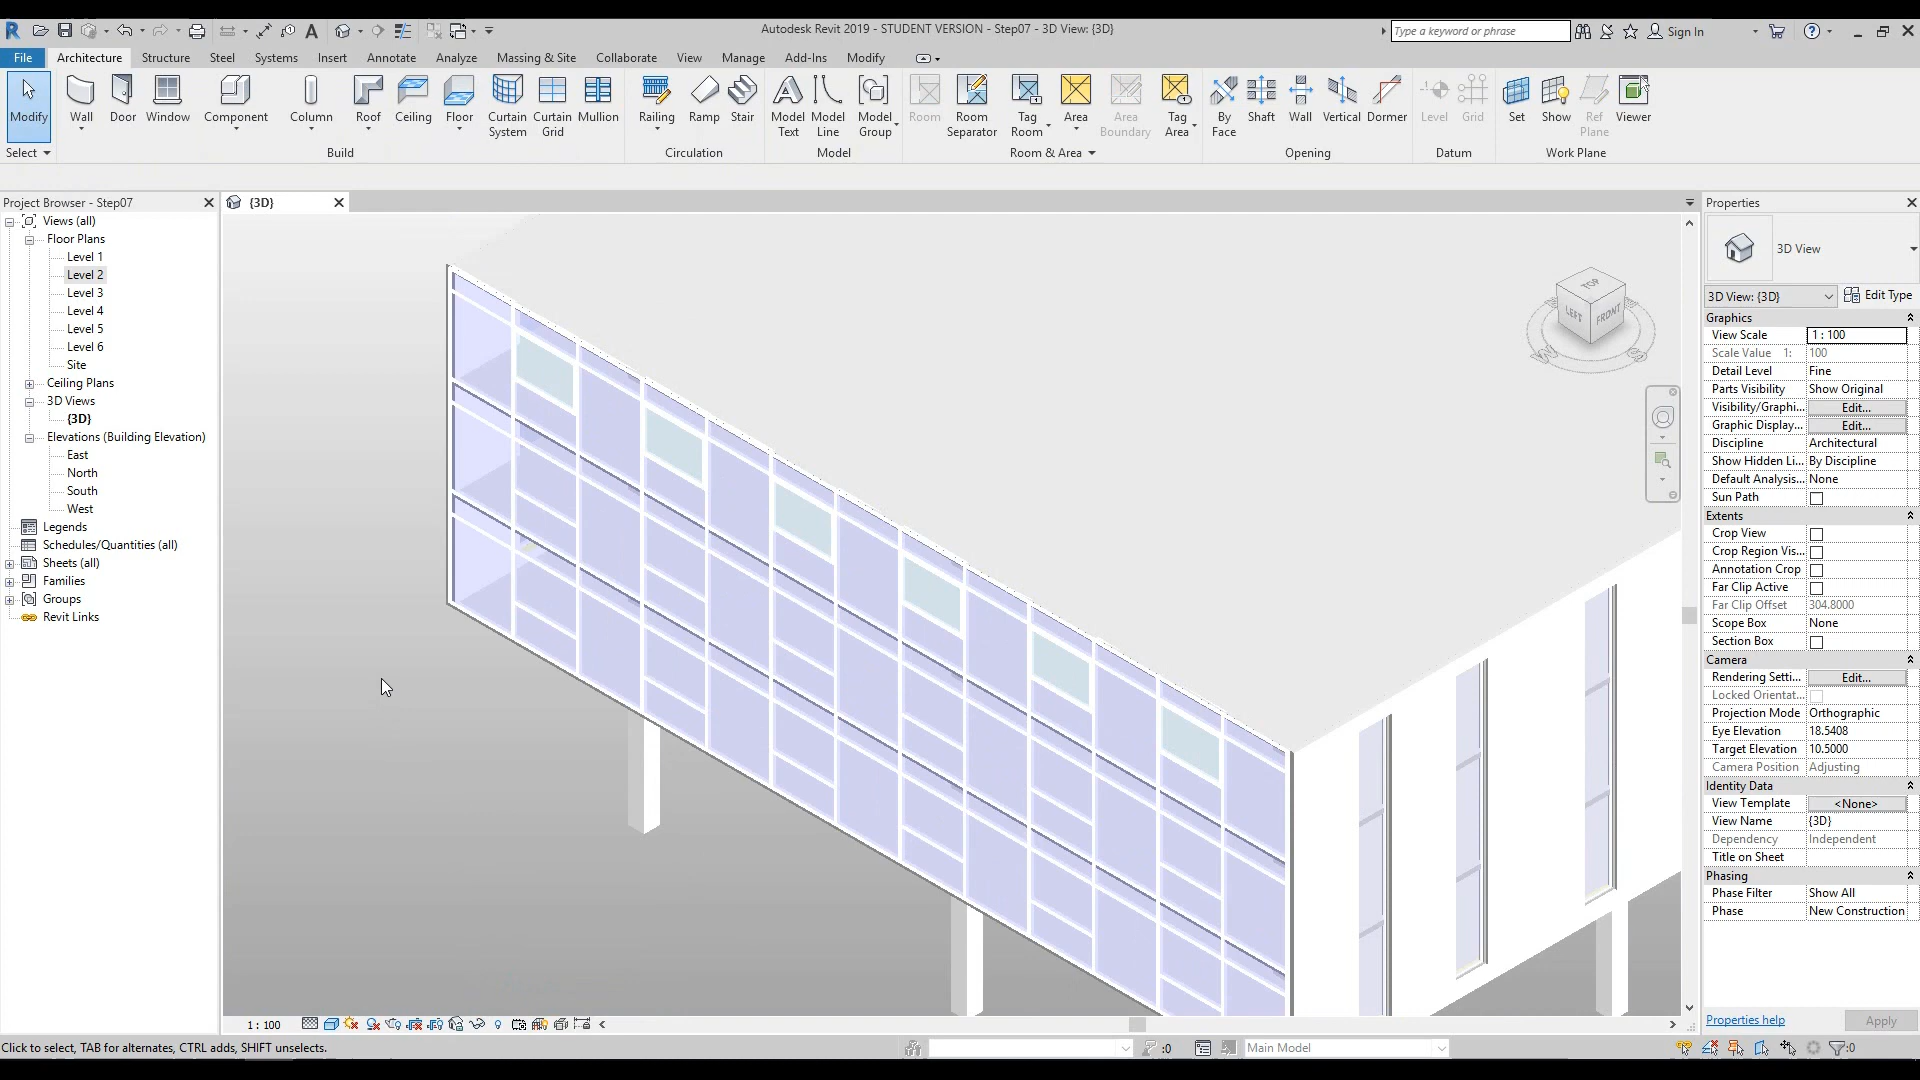 Autodesk Revit 2019 - STUDENT VERSION - Step07 - 3D View: {3D}
Type a keyword or phrase
Sign In
File Architecture Structure Steel Systems Insert Annotate Analyze Massing & Site Collaborate View Manage Add-Ins Modify
Modify Wall Door Window Component Column Roof Ceiling Floor Curtain System Curtain Grid Mullion Railing Ramp Stair Model Text Model Line Model Group Room Room Separator Tag Room Area Area Boundary Tag Area By Face Shaft Wall Vertical Dormer Level Grid Set Show Ref Plane Viewer
Select Build Circulation Model Room & Area Opening Datum Work Plane
Project Browser - Step07
Views (all)
Floor Plans
Level 1
Level 2
Level 3
Level 4
Level 5
Level 6
Site
Ceiling Plans
3D Views
{3D}
Elevations (Building Elevation)
East
North
South
West
Legends
Schedules/Quantities (all)
Sheets (all)
Families
Groups
Revit Links
{3D}
TOP
LEFT
FRONT
Properties
3D View
3D View: {3D} Edit Type
Graphics
View Scale 1 : 100
Scale Value 1: 100
Detail Level Fine
Parts Visibility Show Original
Visibility/Graphi... Edit...
Graphic Display... Edit...
Discipline Architectural
Show Hidden Li... By Discipline
Default Analysis... None
Sun Path
Extents
Crop View
Crop Region Vis...
Annotation Crop
Far Clip Active
Far Clip Offset 304.8000
Scope Box None
Section Box
Camera
Rendering Setti... Edit...
Locked Orientat...
Projection Mode Orthographic
Eye Elevation 18.5408
Target Elevation 10.5000
Camera Position Adjusting
Identity Data
View Template <None>
View Name {3D}
Dependency Independent
Title on Sheet
Phasing
Phase Filter Show All
Phase New Construction
Properties help Apply
1 : 100
Click to select, TAB for alternates, CTRL adds, SHIFT unselects.
:0
Main Model
:0